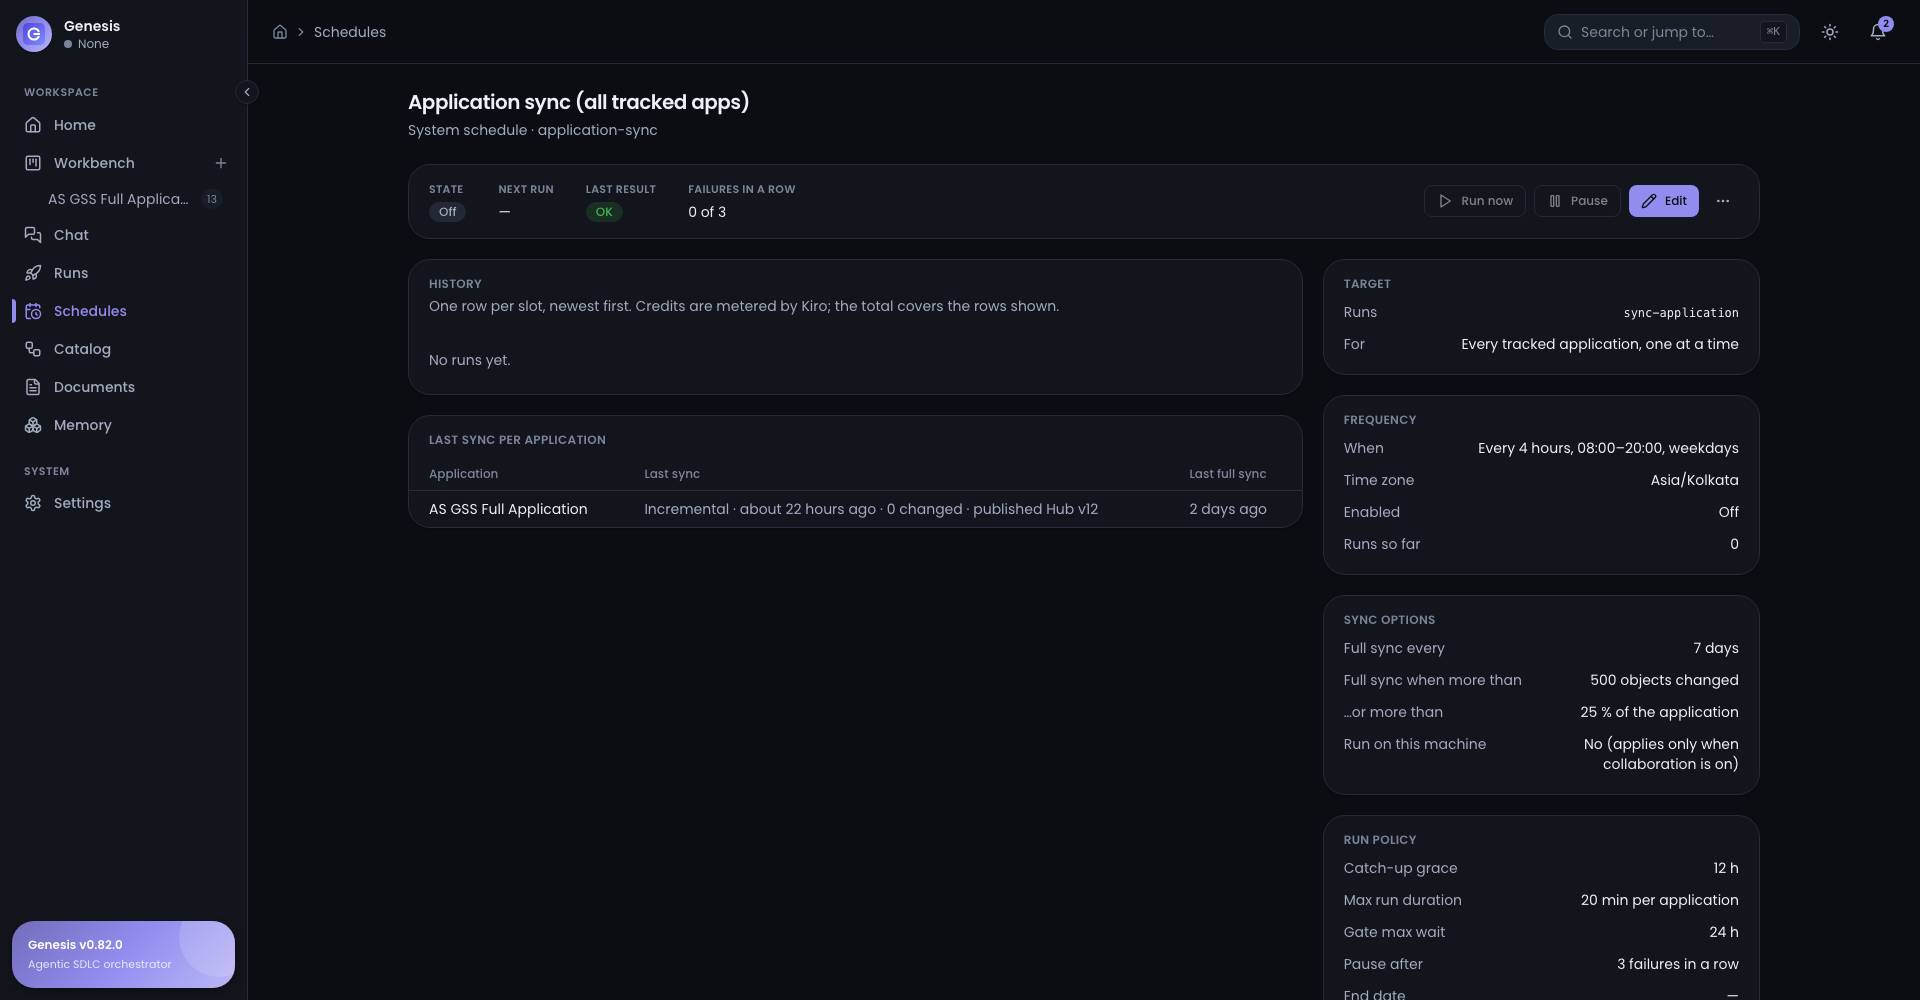 Genesis
None
WORKSPACE
Home
Workbench
AS GSS Full Applica...
13
Chat
Runs
Schedules
Catalog
Documents
Memory
SYSTEM
Settings
Genesis v0.82.0
Agentic SDLC orchestrator
Schedules
Search or jump to...
⌘K
2
Application sync (all tracked apps)
System schedule · application-sync
STATE
Off
NEXT RUN
—
LAST RESULT
OK
FAILURES IN A ROW
0 of 3
Run now
Pause
Edit
HISTORY
One row per slot, newest first. Credits are metered by Kiro; the total covers the rows shown.
No runs yet.
LAST SYNC PER APPLICATION
Application Last sync Last full sync
AS GSS Full Application Incremental · about 22 hours ago · 0 changed · published Hub v12 2 days ago
TARGET
Runs sync-application
For Every tracked application, one at a time
FREQUENCY
When Every 4 hours, 08:00–20:00, weekdays
Time zone Asia/Kolkata
Enabled Off
Runs so far 0
SYNC OPTIONS
Full sync every 7 days
Full sync when more than 500 objects changed
…or more than 25 % of the application
Run on this machine No (applies only when
collaboration is on)
RUN POLICY
Catch-up grace 12 h
Max run duration 20 min per application
Gate max wait 24 h
Pause after 3 failures in a row
End date —